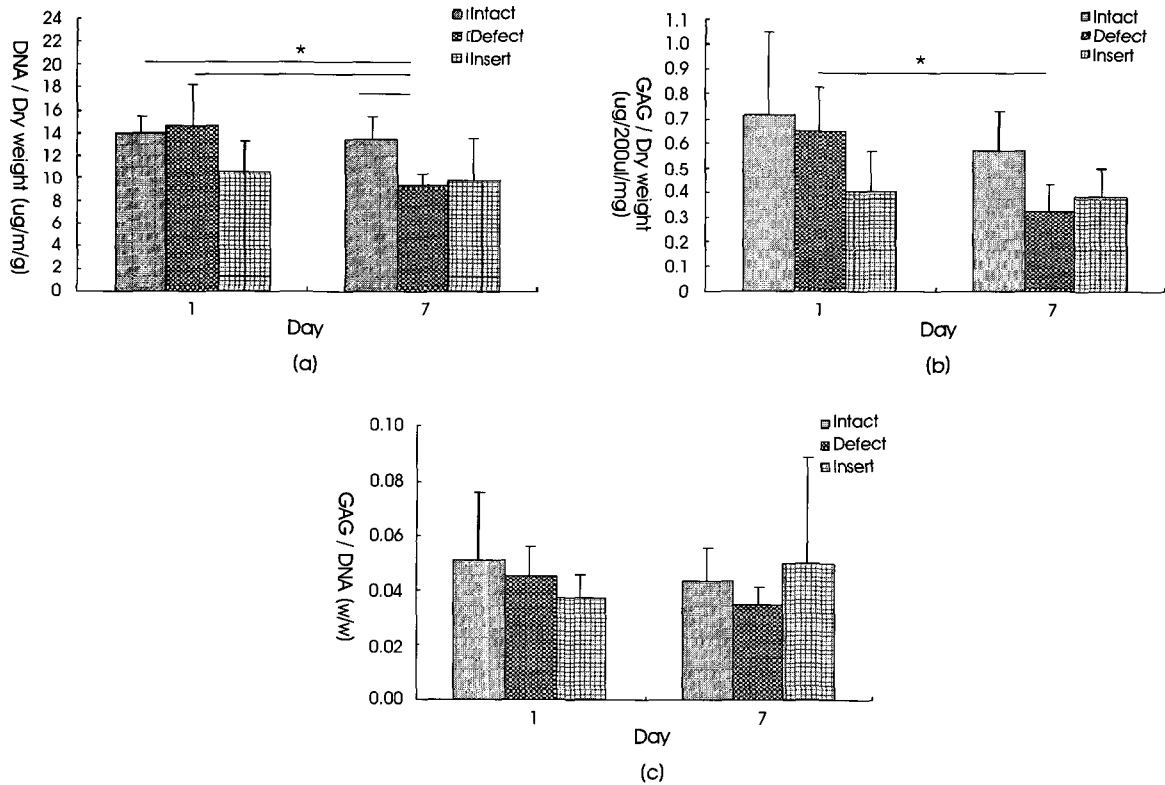 24
22
20
18
16
14
12
10
8
6
4
2
0
DNA / Dry weight (ug/m/g)
Intact
Defect
Insert
*
1
7
Day
(a)
1.1
1.0
0.9
0.8
0.7
0.6
0.5
0.4
0.3
0.2
0.1
0
GAG / Dry weight
(ug/200ul/mg)
Intact
Defect
Insert
*
1
7
Day
(b)
0.10
0.08
0.06
0.04
0.02
0.00
GAG / DNA (w/w)
Intact
Defect
Insert
1
7
Day
(c)